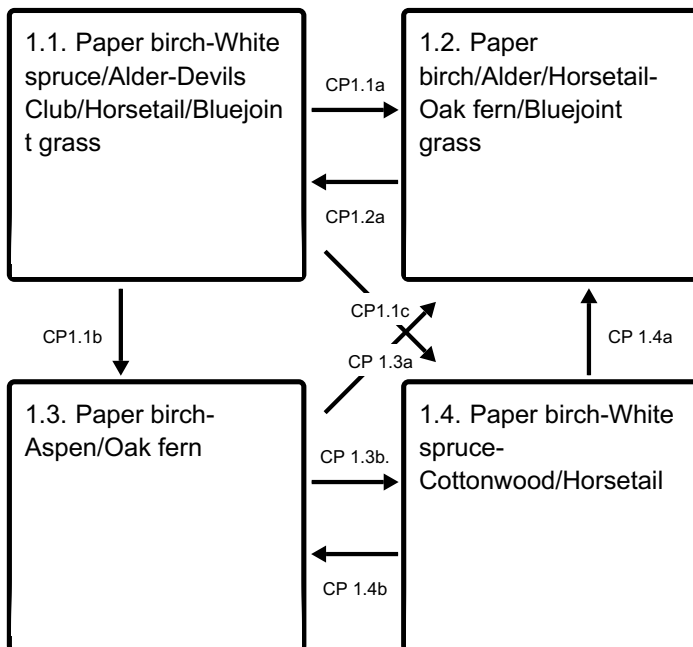 1.1. Paper birch-White
spruce/Alder-Devils
Club/Horsetail/Bluejoin
t grass
CP1.1a
1.2. Paper
birch/Alder/Horsetail-
Oak fern/Bluejoint
grass
CP1.2a
CP1.1c
CP1.1b
CP 1.3a
CP 1.4a
1.3. Paper birch-
Aspen/Oak fern
CP 1.3b.
1.4. Paper birch-White
spruce-
Cottonwood/Horsetail
CP 1.4b